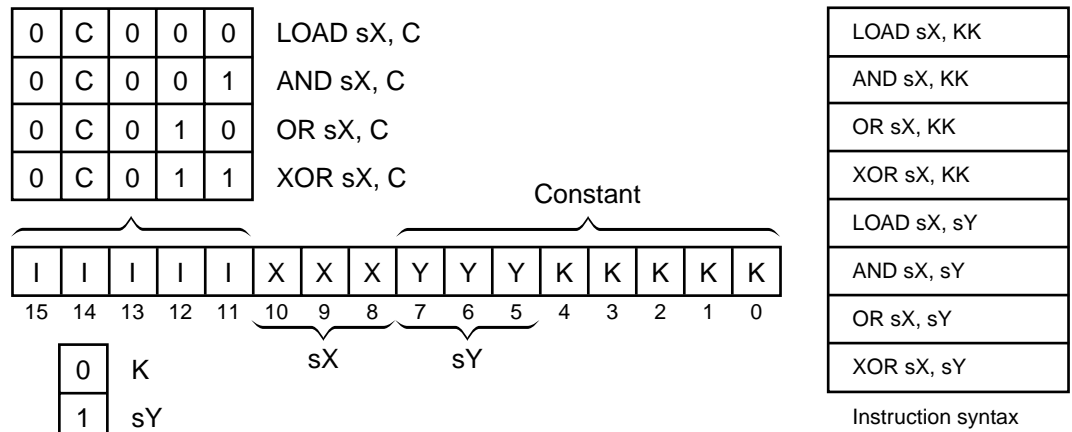 0 C 0 0 0 LOAD sX, C
0 C 0 0 1 AND sX, C
0 C 0 1 0 OR sX, C
0 C 0 1 1 XOR sX, C
Constant
I I I I I X X X Y Y Y K K K K K
15 14 13 12 11 10 9 8 7 6 5 4 3 2 1 0
sX sY
0 K
1 sY
LOAD sX, KK
AND sX, KK
OR sX, KK
XOR sX, KK
LOAD sX, sY
AND sX, sY
OR sX, sY
XOR sX, sY
Instruction syntax